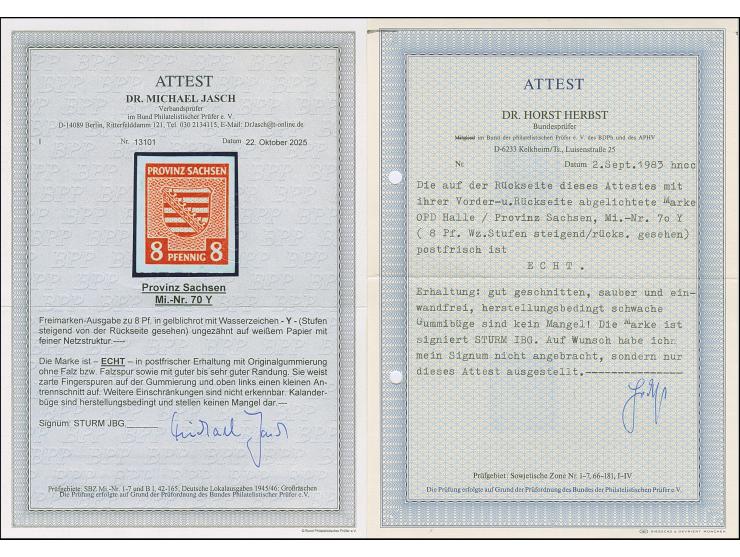 ATTEST
DR. MICHAEL JASCH
Verbandsprüfer
im Bund Philatelistischer Prüfer e. V.
D-14089 Berlin, Ritterfelddamm 121, Tel. 030 2134115, E-Mail: DrJasch@t-online.de
I Nr. 13101 Datum 22. Oktober 2025
PROVINZ SACHSEN
8 PFENNIG 8
Provinz Sachsen
Mi.-Nr. 70 Y
Freimarken-Ausgabe zu 8 Pf. in gelblichrot mit Wasserzeichen - Y - (Stufen
steigend von der Rückseite gesehen) ungezähnt auf weißem Papier mit
feiner Netzstruktur.---
Die Marke ist – ECHT – in postfrischer Erhaltung mit Originalgummierung
ohne Falz bzw. Falzspur sowie mit guter bis sehr guter Randung. Sie weist
zarte Fingerspuren auf der Gummierung und oben links einen kleinen An-
trennschnitt auf. Weitere Einschränkungen sind nicht erkennbar. Kalander-
büge sind herstellungsbedingt und stellen keinen Mangel dar.---
Signum: STURM JBG.
Michael Jasch
Prüfgebiete: SBZ Mi.-Nr. 1-7 und B I, 42-165, Deutsche Lokalausgaben 1945/46: Großräschen
Die Prüfung erfolgte auf Grund der Prüfordnung des Bundes Philatelistischer Prüfer e.V.
© Bund Philatelistischer Prüfer e.V.
ATTEST
DR. HORST HERBST
Bundesprüfer
Mitglied im Bund der philatelistischen Prüfer e. V. des BDPh und des APHV
D-6233 Kelkheim/Ts., Luisenstraße 25
Nr. Datum 2.Sept.1983 hncc
Die auf der Rückseite dieses Attestes mit
ihrer Vorder-u.Rückseite abgelichtete Marke
OPD Halle / Provinz Sachsen, Mi.-Nr. 7o Y
( 8 Pf. Wz.Stufen steigend/rücks. gesehen)
postfrisch ist
E C H T .
Erhaltung: gut geschnitten, sauber und ein-
wandfrei, herstellungsbedingt schwache
Gummibüge sind kein Mangel! Die Marke ist
signiert STURM IBG. Auf Wunsch habe ich
mein Signum nicht angebracht, sondern nur
dieses Attest ausgestellt.---------------
Prüfgebiet: Sowjetische Zone Nr. 1–7, 66–181, I–IV
Die Prüfung erfolgte auf Grund der Prüfordnung des Bundes der Philatelistischen Prüfer e.V.
GIESECKE & DEVRIENT MÜNCHEN